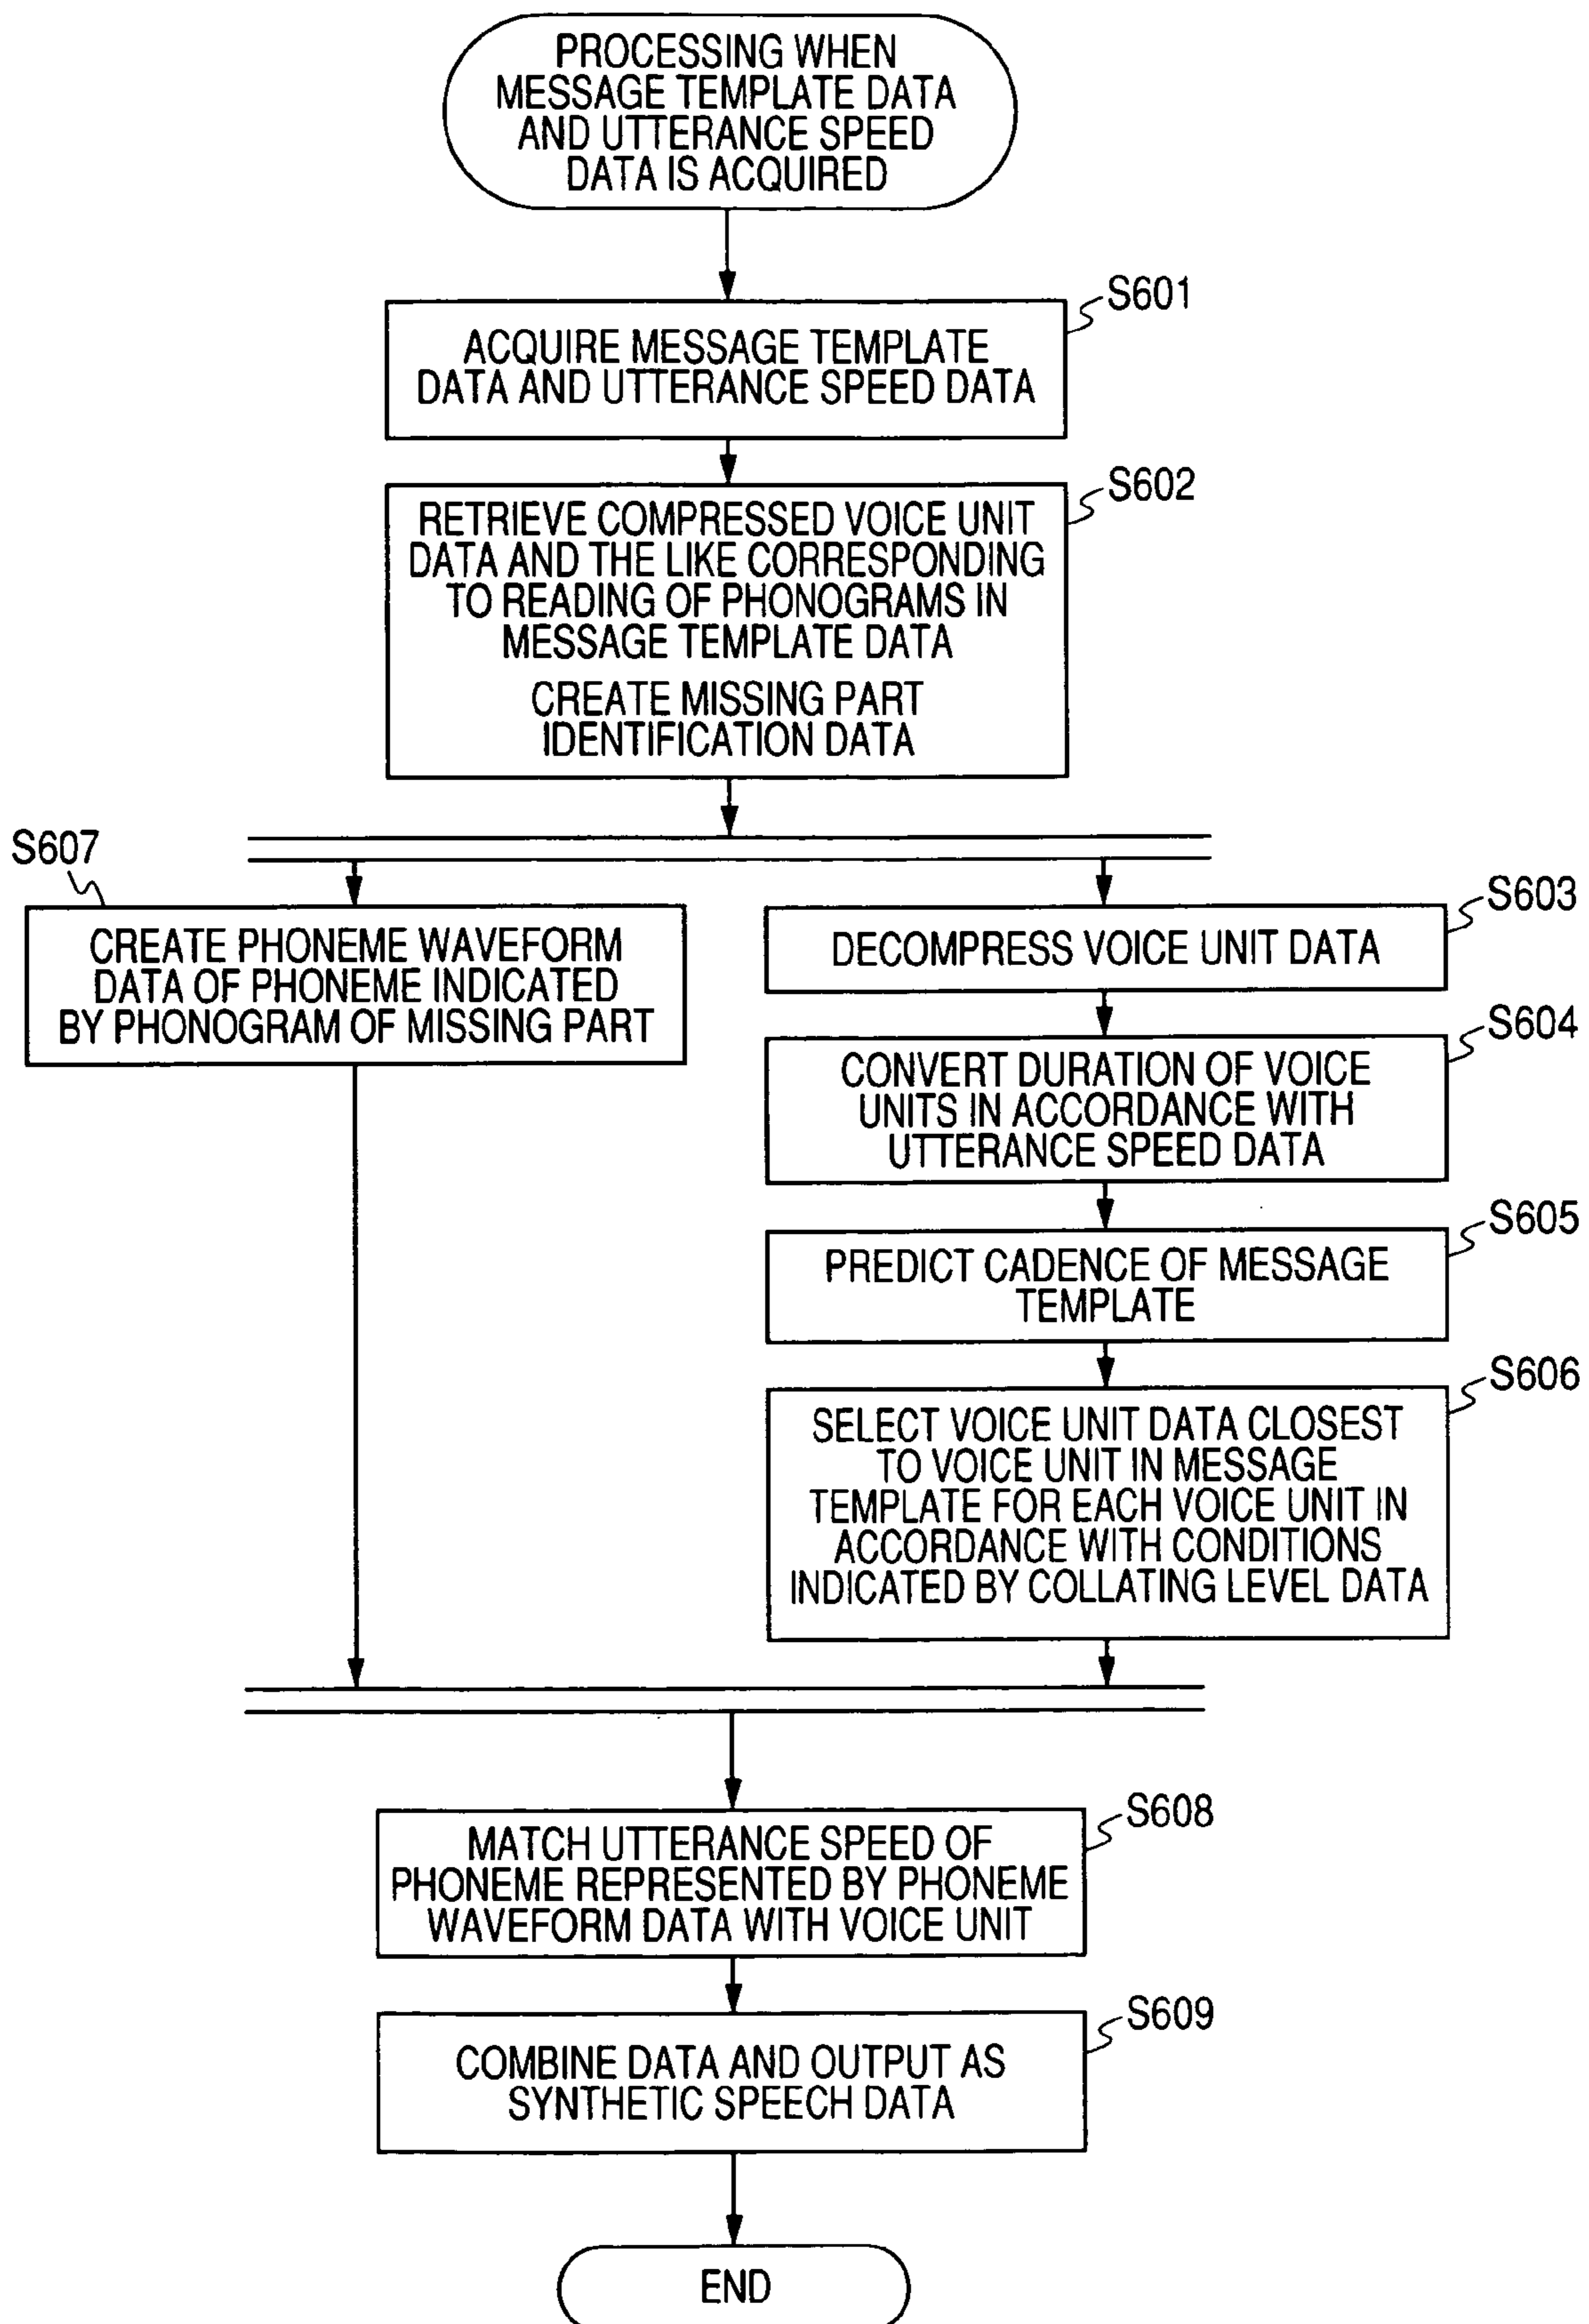 PROCESSING WHEN
MESSAGE TEMPLATE DATA
AND UTTERANCE SPEED
DATA IS ACQUIRED
S601
ACQUIRE MESSAGE TEMPLATE
DATA AND UTTERANCE SPEED DATA
S602
RETRIEVE COMPRESSED VOICE UNIT
DATA AND THE LIKE CORRESPONDING
TO READING OF PHONOGRAMS IN
MESSAGE TEMPLATE DATA
CREATE MISSING PART
IDENTIFICATION DATA
S607
CREATE PHONEME WAVEFORM
DATA OF PHONEME INDICATED
BY PHONOGRAM OF MISSING PART
S603
DECOMPRESS VOICE UNIT DATA
S604
CONVERT DURATION OF VOICE
UNITS IN ACCORDANCE WITH
UTTERANCE SPEED DATA
S605
PREDICT CADENCE OF MESSAGE
TEMPLATE
S606
SELECT VOICE UNIT DATA CLOSEST
TO VOICE UNIT IN MESSAGE
TEMPLATE FOR EACH VOICE UNIT IN
ACCORDANCE WITH CONDITIONS
INDICATED BY COLLATING LEVEL DATA
S608
MATCH UTTERANCE SPEED OF
PHONEME REPRESENTED BY PHONEME
WAVEFORM DATA WITH VOICE UNIT
S609
COMBINE DATA AND OUTPUT AS
SYNTHETIC SPEECH DATA
END